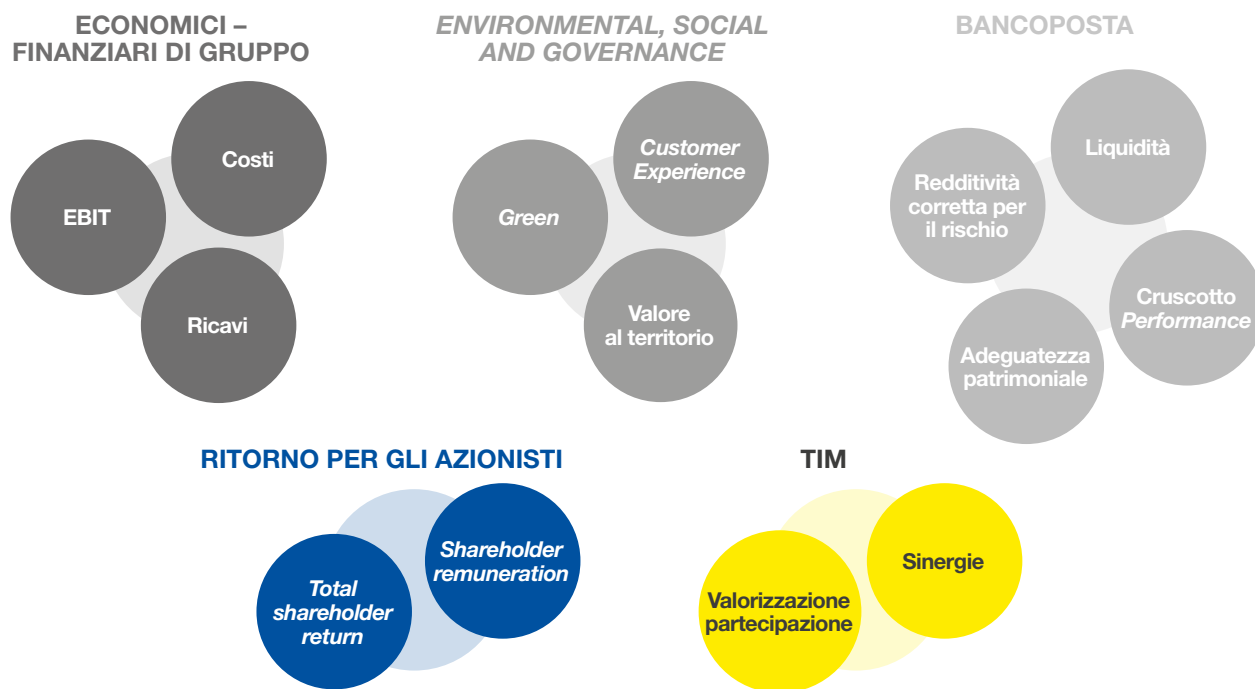 ECONOMICI –
FINANZIARI DI GRUPPO
Costi
EBIT
Ricavi
ENVIRONMENTAL, SOCIAL
AND GOVERNANCE
Customer
Experience
Green
Valore
al territorio
BANCOPOSTA
Liquidità
Redditività
corretta per
il rischio
Cruscotto
Performance
Adeguatezza
patrimoniale
RITORNO PER GLI AZIONISTI
Shareholder
remuneration
Total
shareholder
return
TIM
Sinergie
Valorizzazione
partecipazione